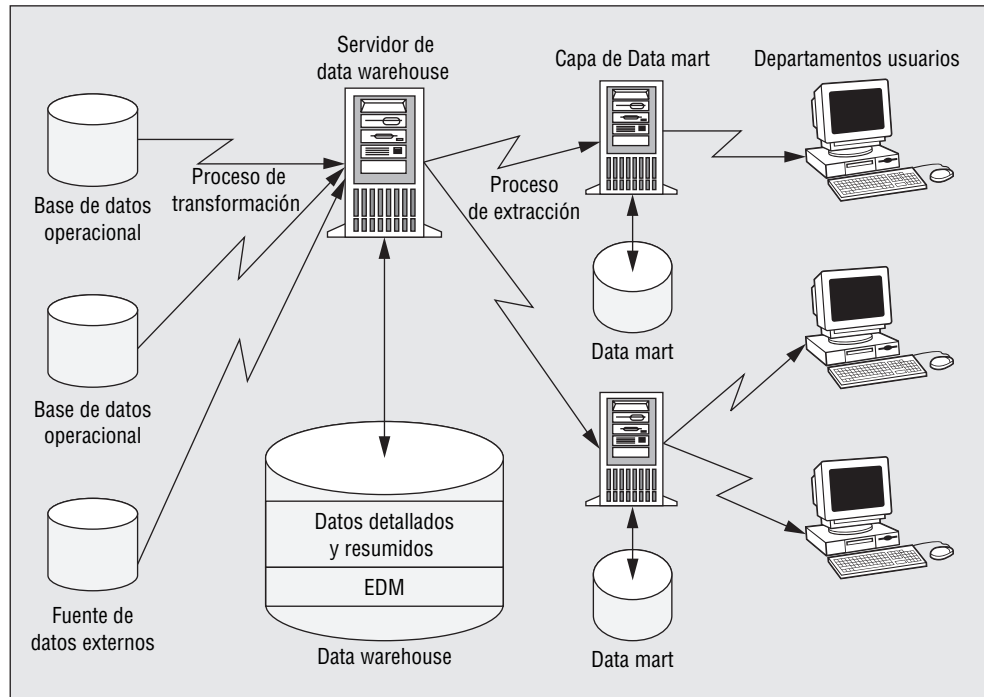 Servidor de
data warehouse
Capa de Data mart
Departamentos usuarios
Base de datos
operacional
Proceso de
transformación
Proceso
de extracción
Data mart
Base de datos
operacional
Datos detallados
y resumidos
EDM
Fuente de
datos externos
Data warehouse
Data mart